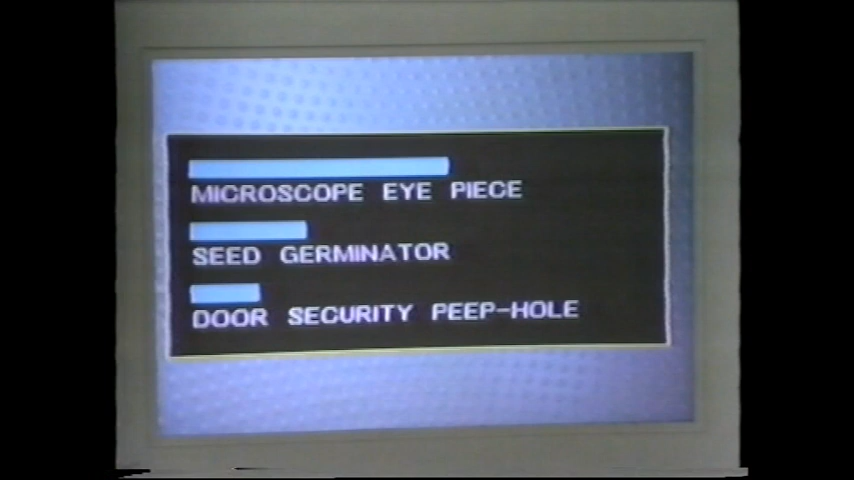 MICROSCOPE EYE PIECE
SEED GERMINATOR
DOOR SECURITY PEEP-HOLE